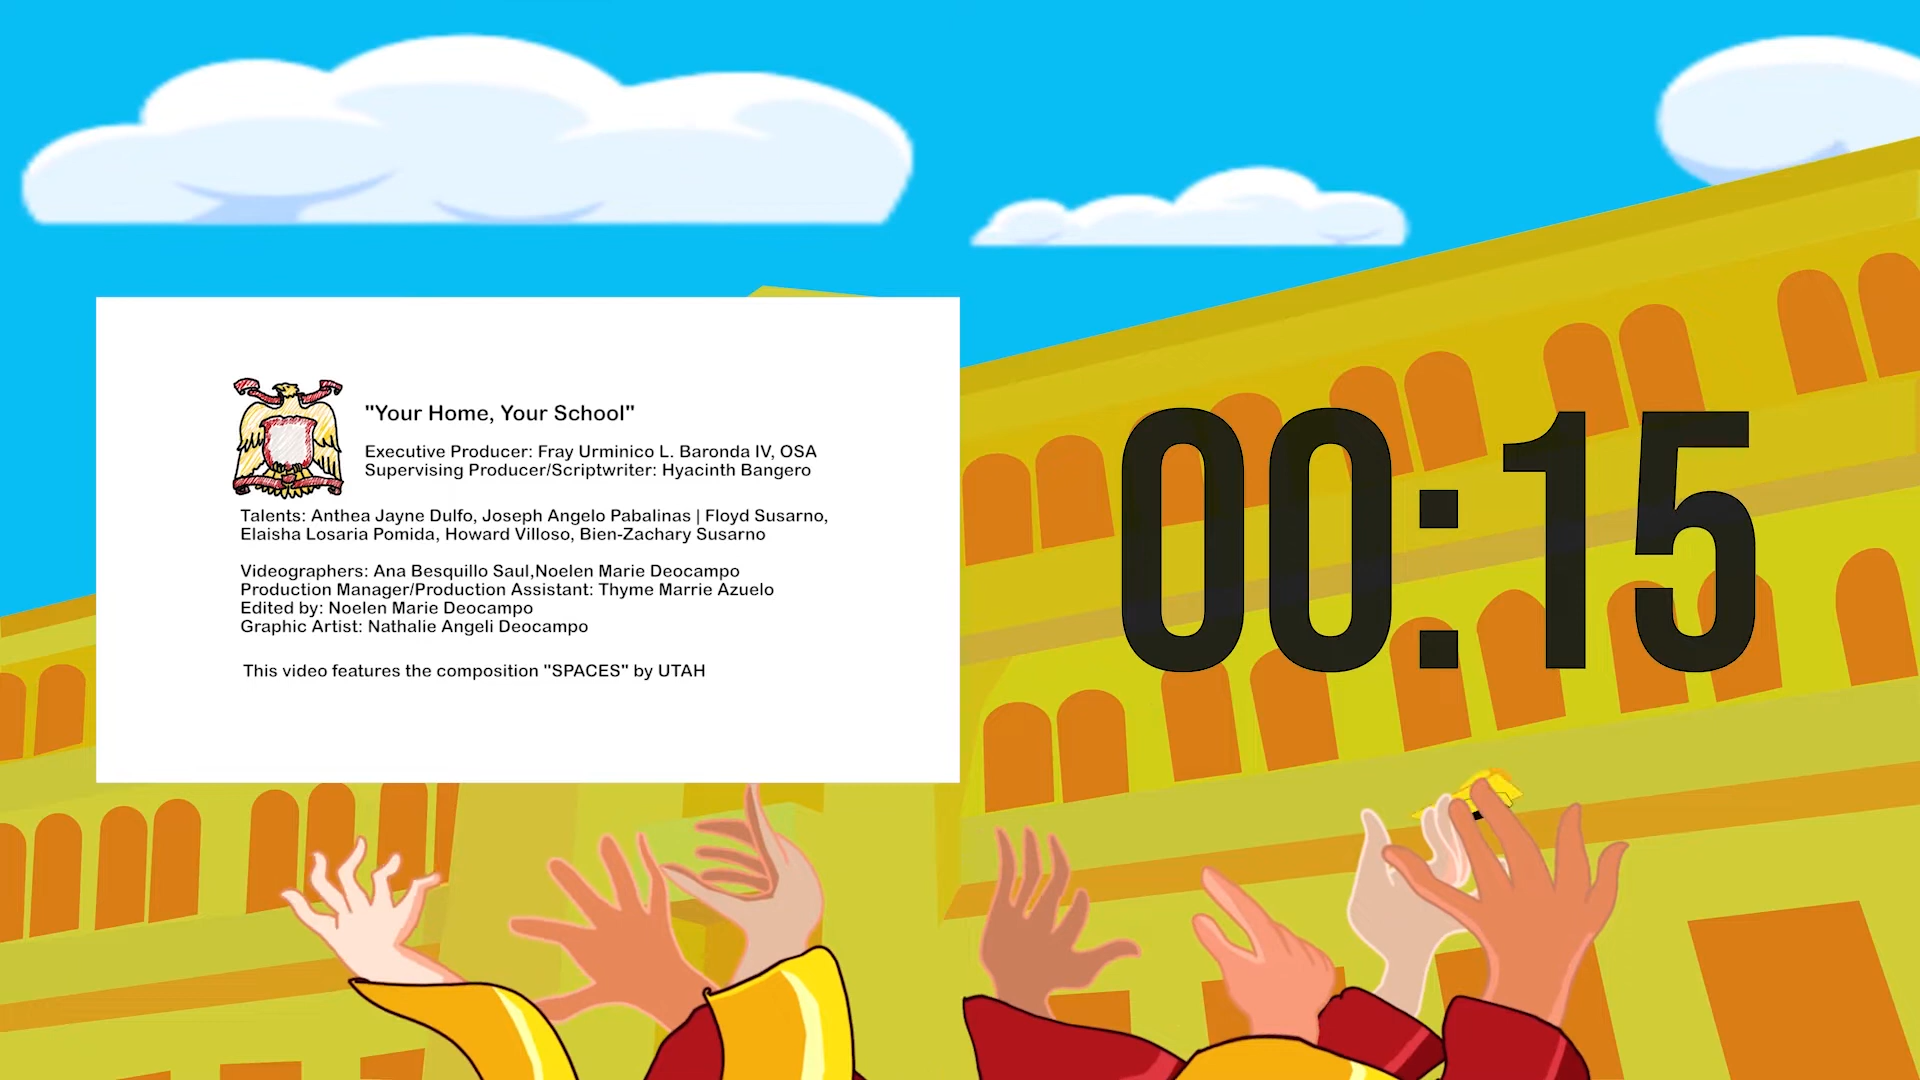 "Your Home, Your School"
Executive Producer: Fray Urminico L. Baronda IV, OSA
Supervising Producer/Scriptwriter: Hyacinth Bangero
Talents: Anthea Jayne Dulfo, Joseph Angelo Pabalinas | Floyd Susarno,
Elaisha Losaria Pomida, Howard Villoso, Bien-Zachary Susarno
Videographers: Ana Besquillo Saul,Noelen Marie Deocampo
Production Manager/Production Assistant: Thyme Marrie Azuelo
Edited by: Noelen Marie Deocampo
Graphic Artist: Nathalie Angeli Deocampo
This video features the composition "SPACES" by UTAH
00:15